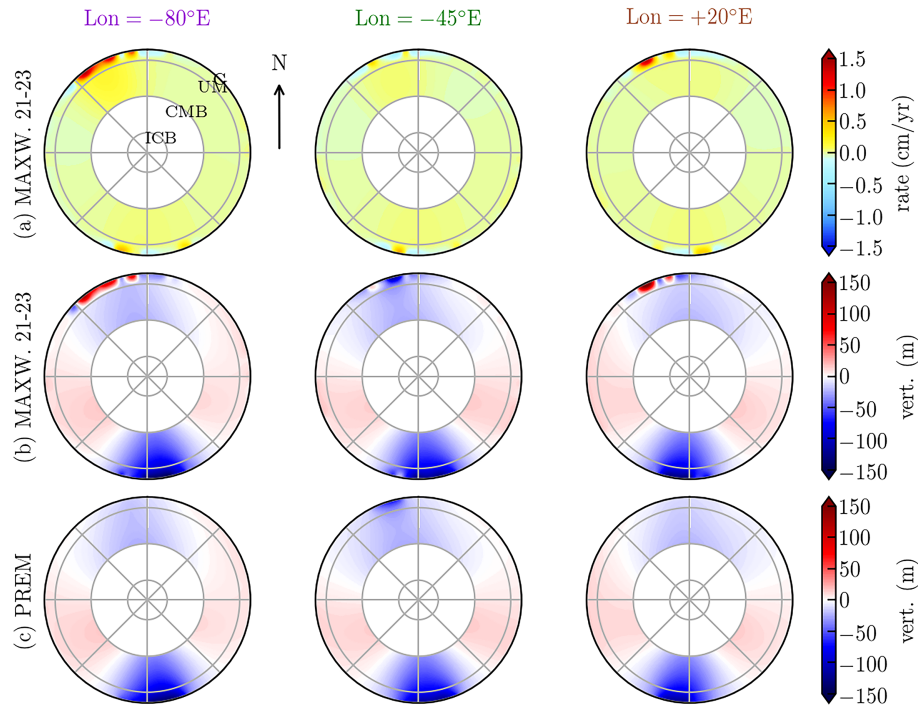 Lon = −80°E
Lon = −45°E
Lon = +20°E
(a) MAXW. 21-23
C
UM
CMB
ICB
N
1.5
1.0
0.5
0.0
−0.5
−1.0
−1.5
rate (cm/yr)
(b) MAXW. 21-23
150
100
50
0
−50
−100
−150
vert. (m)
(c) PREM
150
100
50
0
−50
−100
−150
vert. (m)